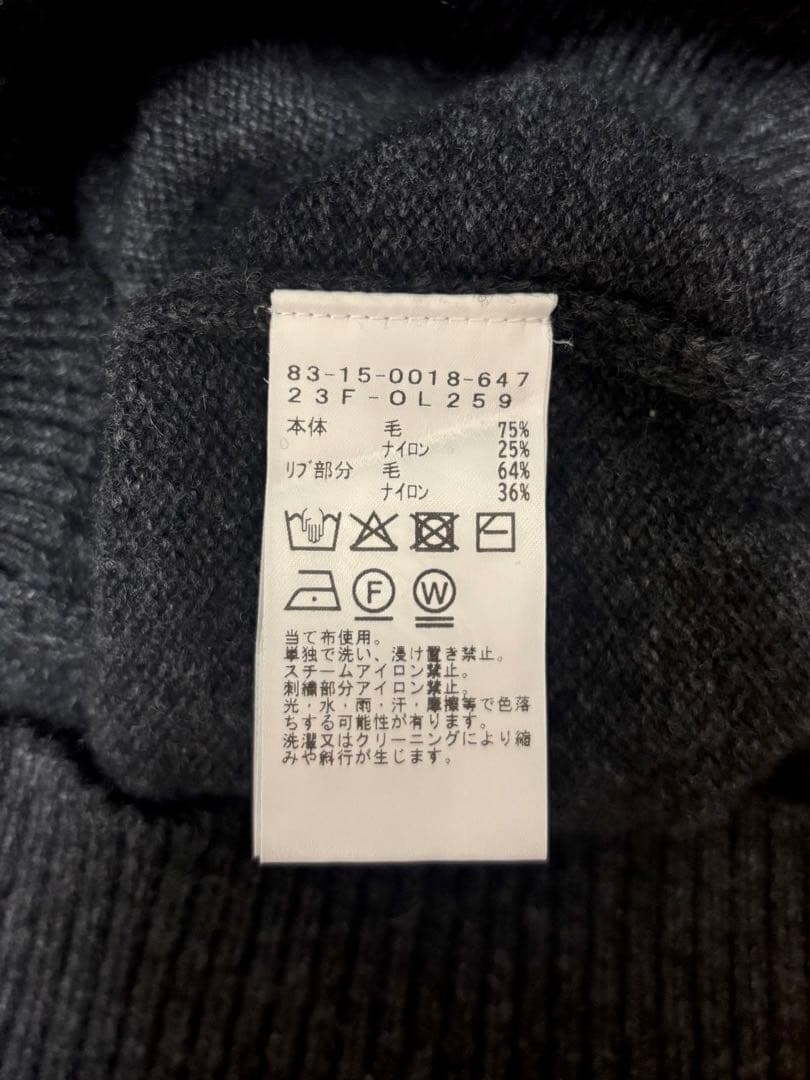 83-15-0018-647
23F-OL259
本体 毛 75%
ナイロン 25%
リブ部分 毛 64%
ナイロン 36%
F W
当て布使用。
単独で洗い、浸け置き禁止。
スチームアイロン禁止。
刺繍部分アイロン禁止。
光・水・雨・汗・摩擦等で色落
ちする可能性が有ります。
洗濯又はクリーニングにより縮
みや斜行が生じます。